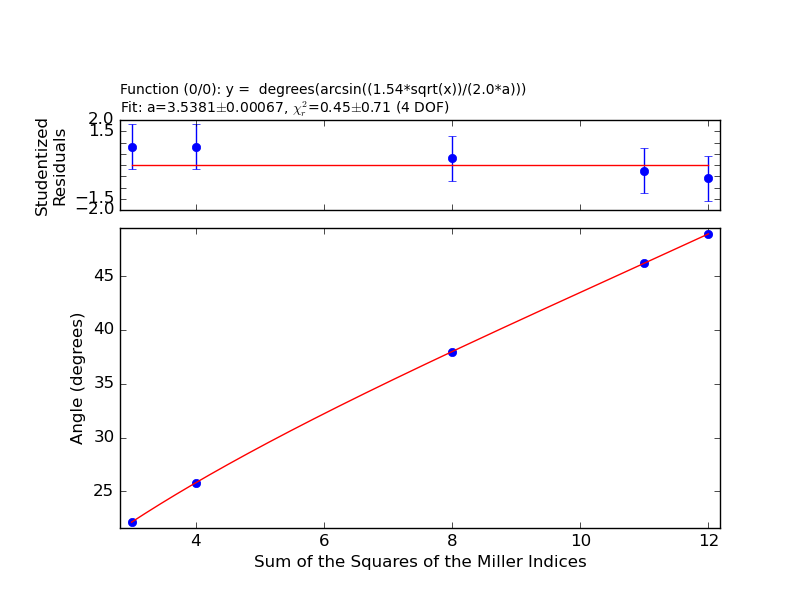 Function (0/0): y =  degrees(arcsin((1.54*sqrt(x))/(2.0*a)))
Fit: a=3.5381±0.00067, χ²ᵣ=0.45±0.71 (4 DOF)
Studentized
Residuals
2.0
1.5
−1.5
−2.0
Angle (degrees)
45
40
35
30
25
4 6 8 10 12
Sum of the Squares of the Miller Indices